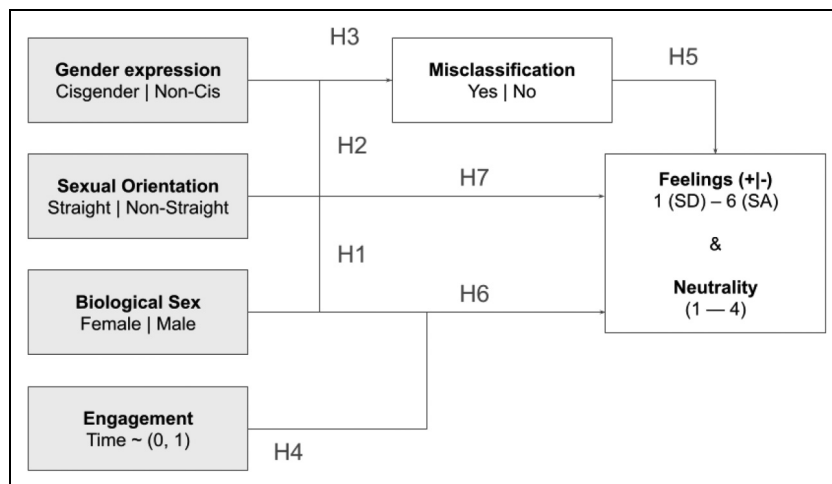 H3
H5
Gender expression
Cisgender | Non-Cis
Misclassification
Yes | No
H2
Sexual Orientation
Straight | Non-Straight
H7
Feelings (+|-)
1 (SD) – 6 (SA)
&
Neutrality
(1 — 4)
H1
Biological Sex
Female | Male
H6
Engagement
Time ~ (0, 1)
H4